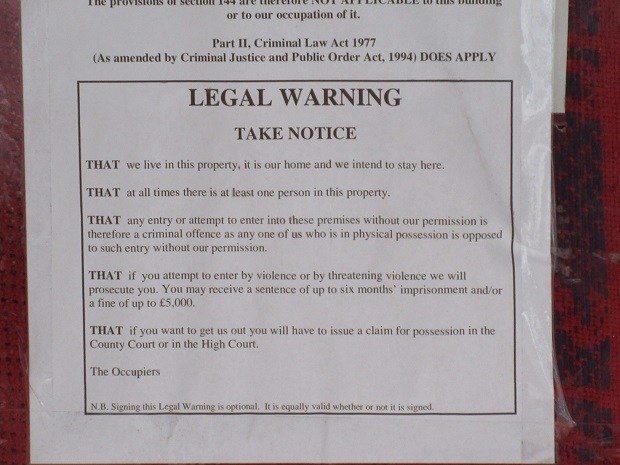 The provisions of section 144 are therefore NOT APPLICABLE to this building
or to our occupation of it.
Part II, Criminal Law Act 1977
(As amended by Criminal Justice and Public Order Act, 1994) DOES APPLY
LEGAL WARNING
TAKE NOTICE
THAT we live in this property, it is our home and we intend to stay here.
THAT at all times there is at least one person in this property.
THAT any entry or attempt to enter into these premises without our permission is
therefore a criminal offence as any one of us who is in physical possession is opposed
to such entry without our permission.
THAT if you attempt to enter by violence or by threatening violence we will
prosecute you. You may receive a sentence of up to six months' imprisonment and/or
a fine of up to £5,000.
THAT if you want to get us out you will have to issue a claim for possession in the
County Court or in the High Court.
The Occupiers
N.B. Signing this Legal Warning is optional. It is equally valid whether or not it is signed.